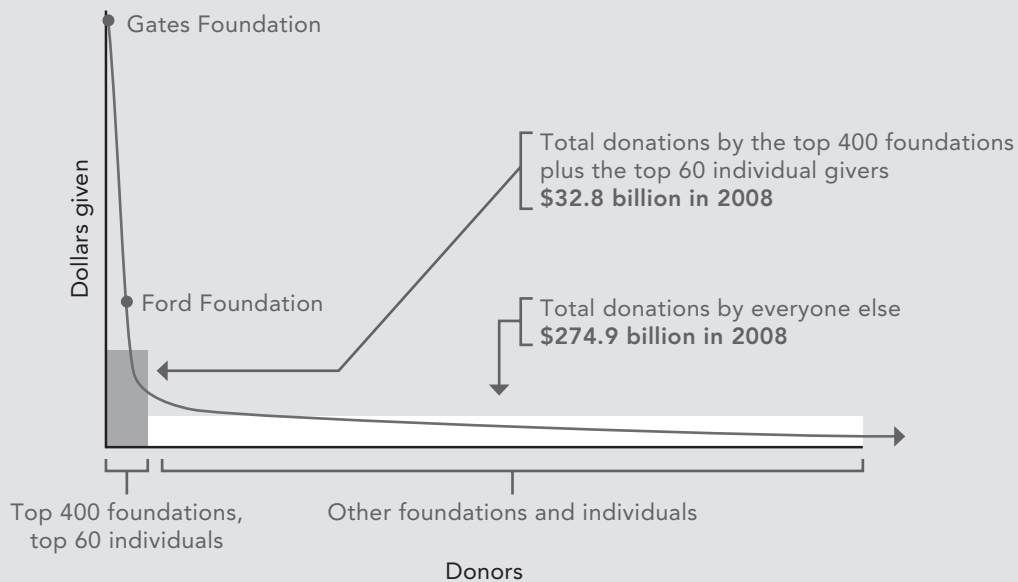 Gates Foundation
Total donations by the top 400 foundations
plus the top 60 individual givers
$32.8 billion in 2008
Dollars given
Ford Foundation
Total donations by everyone else
$274.9 billion in 2008
Top 400 foundations,
top 60 individuals
Other foundations and individuals
Donors